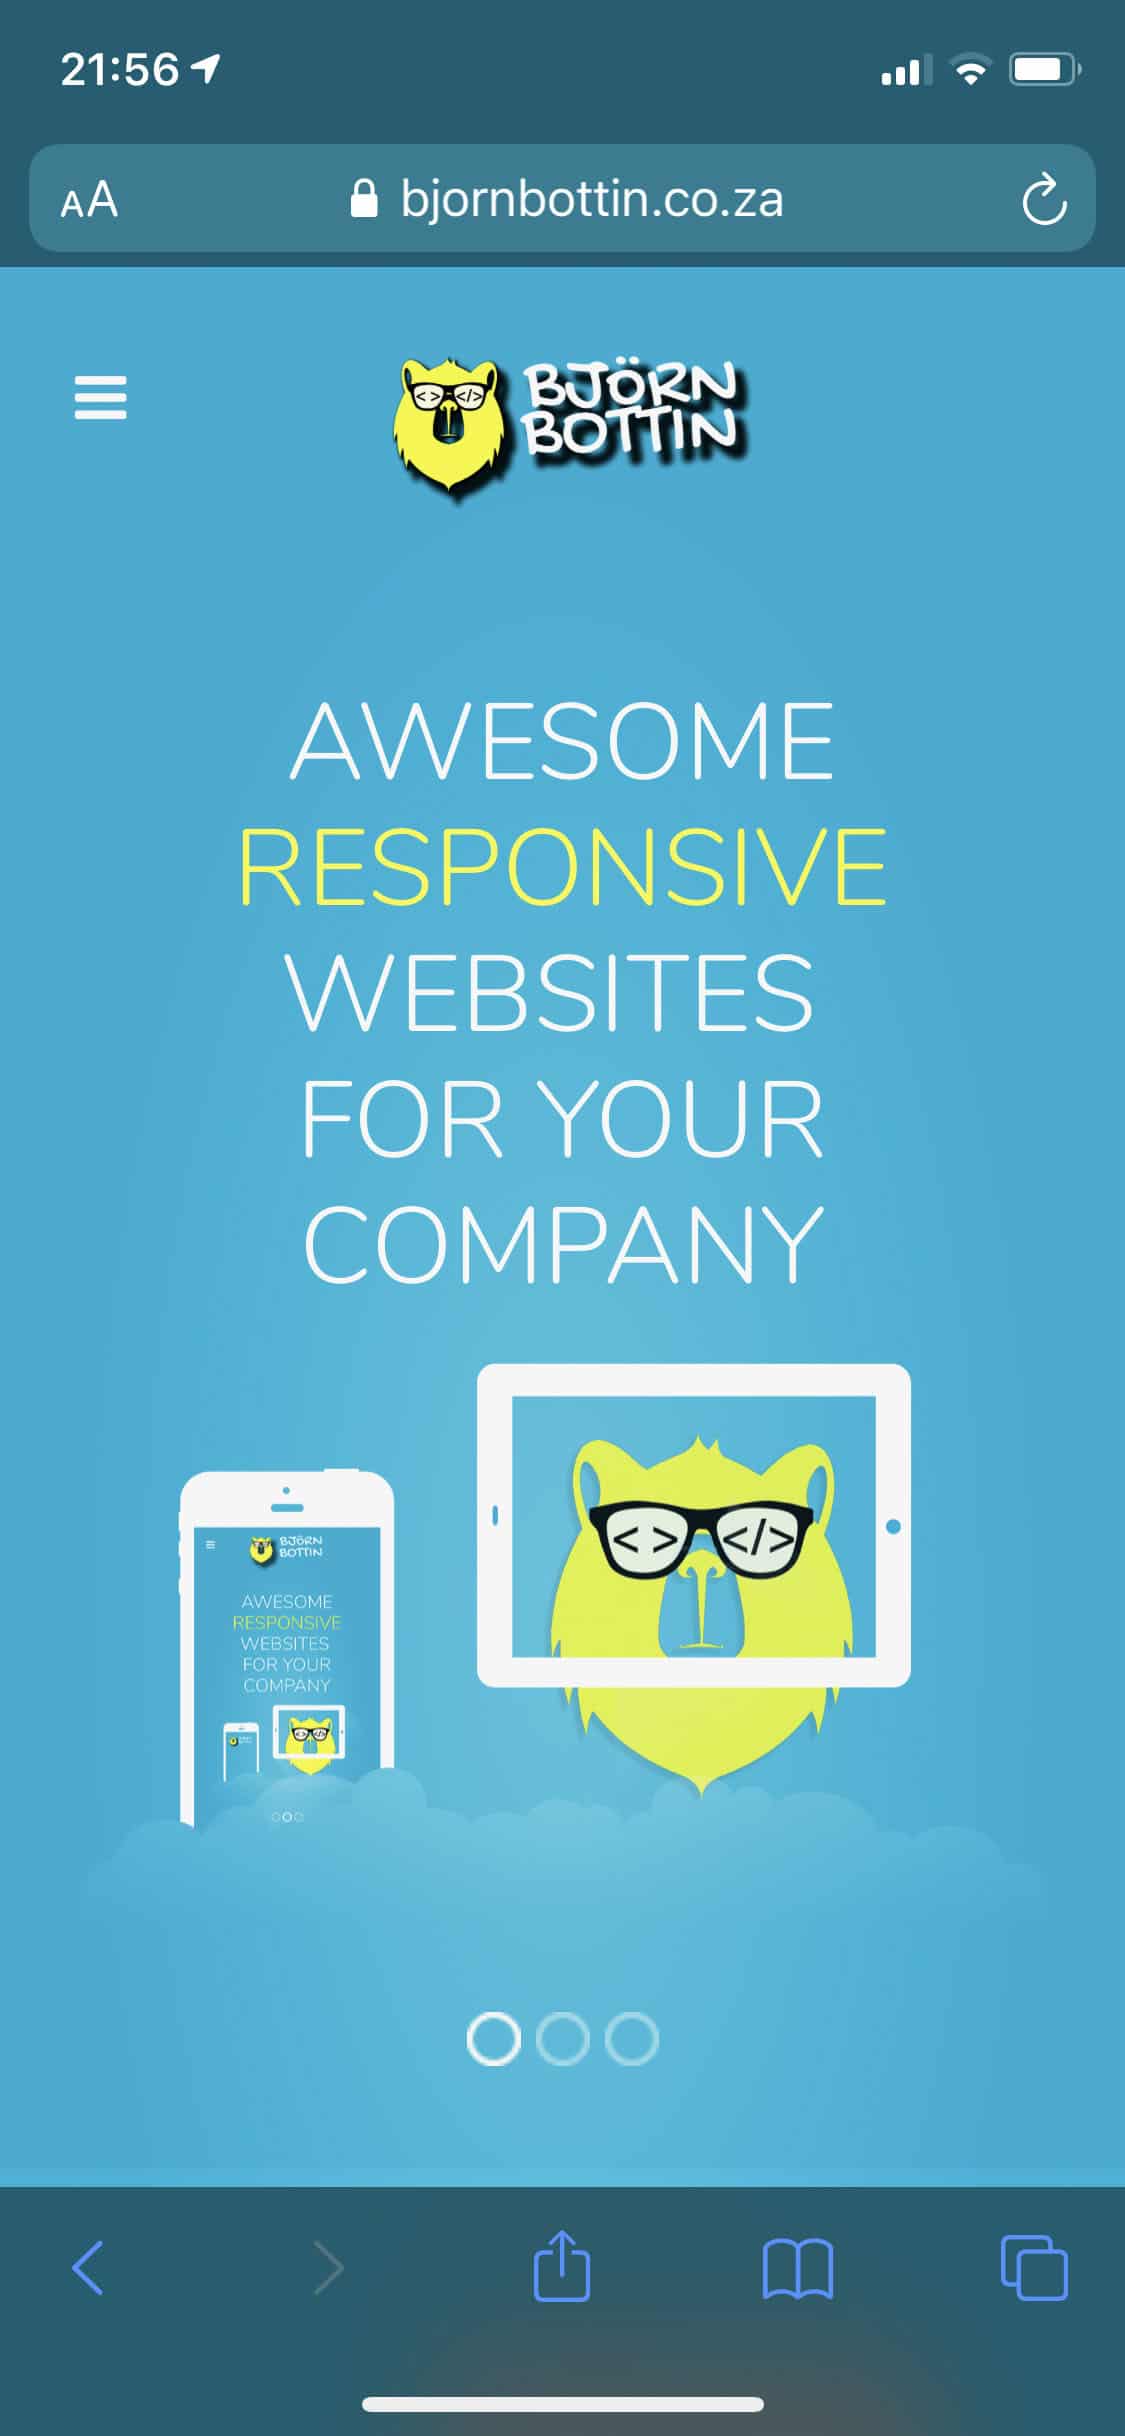 21:56
AA
bjornbottin.co.za
BJÖRN
BOTTIN
AWESOME
RESPONSIVE
WEBSITES
FOR YOUR
COMPANY
< > </>
BJÖRN
BOTTIN
AWESOME
RESPONSIVE
WEBSITES
FOR YOUR
COMPANY